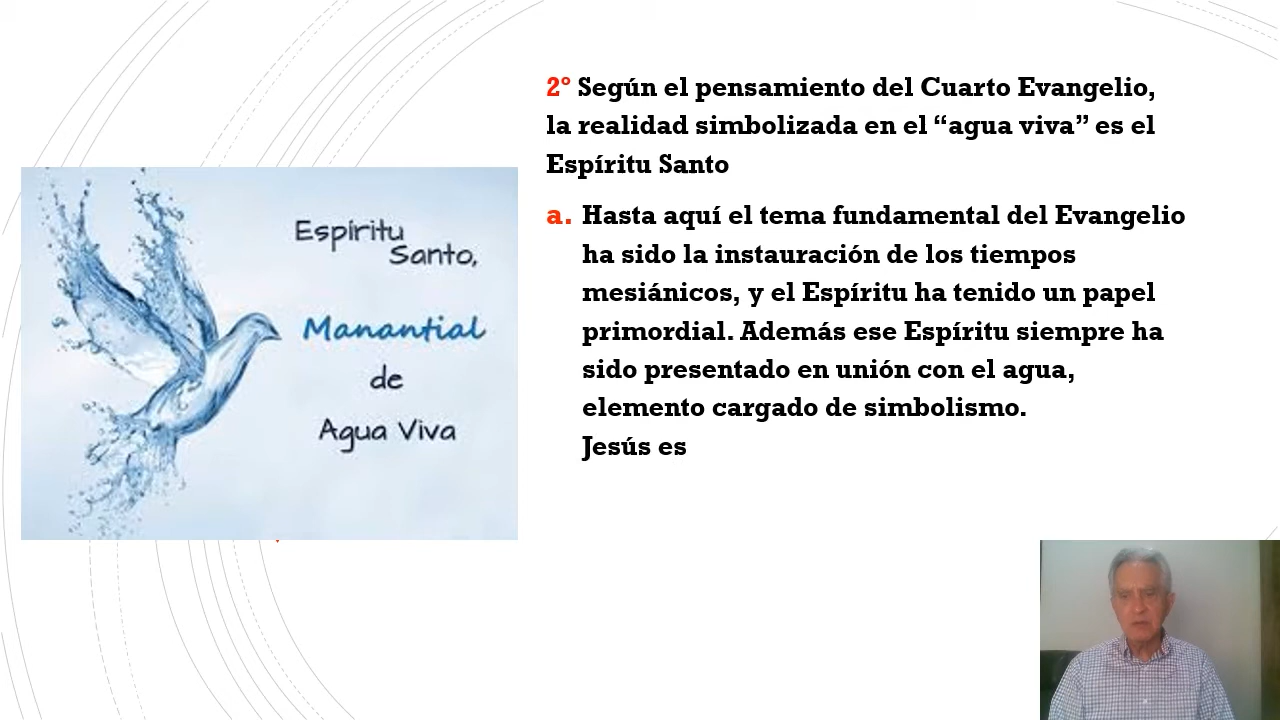 2º Según el pensamiento del Cuarto Evangelio,
la realidad simbolizada en el “agua viva” es el
Espíritu Santo
a. Hasta aquí el tema fundamental del Evangelio
ha sido la instauración de los tiempos
mesiánicos, y el Espíritu ha tenido un papel
primordial. Además ese Espíritu siempre ha
sido presentado en unión con el agua,
elemento cargado de simbolismo.
Jesús es
Espíritu
Santo,
Manantial
de
Agua Viva